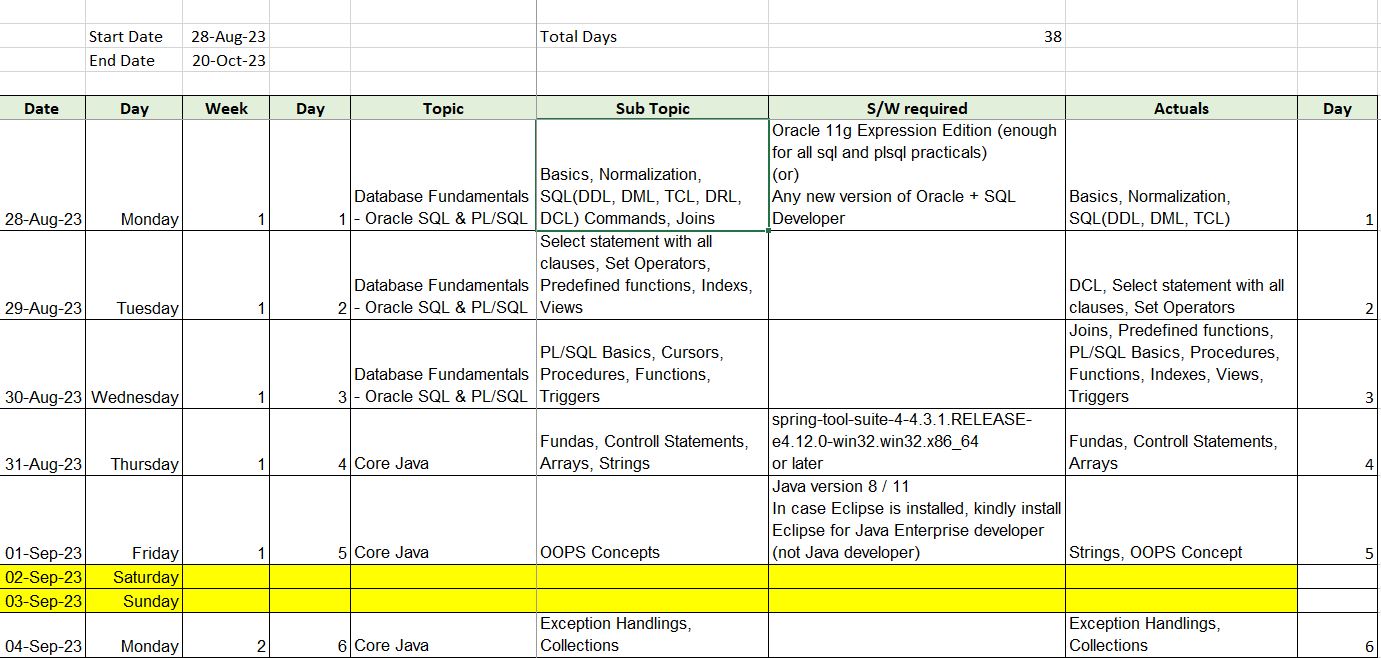 Start Date 28-Aug-23 Total Days 38
End Date 20-Oct-23
Date Day Week Day Topic Sub Topic S/W required Actuals Day
Oracle 11g Expression Edition (enough
for all sql and plsql practicals)
Basics, Normalization, (or)
Database Fundamentals SQL(DDL, DML, TCL, DRL, Any new version of Oracle + SQL Basics, Normalization,
28-Aug-23 Monday 1 1 - Oracle SQL & PL/SQL DCL) Commands, Joins Developer SQL(DDL, DML, TCL) 1
Select statement with all
clauses, Set Operators,
Database Fundamentals Predefined functions, Indexs, DCL, Select statement with all
29-Aug-23 Tuesday 1 2 - Oracle SQL & PL/SQL Views clauses, Set Operators 2
Joins, Predefined functions,
PL/SQL Basics, Cursors, PL/SQL Basics, Procedures,
Database Fundamentals Procedures, Functions, Functions, Indexes, Views,
30-Aug-23 Wednesday 1 3 - Oracle SQL & PL/SQL Triggers Triggers 3
spring-tool-suite-4-4.3.1.RELEASE-
Fundas, Controll Statements, e4.12.0-win32.win32.x86_64 Fundas, Controll Statements,
31-Aug-23 Thursday 1 4 Core Java Arrays, Strings or later Arrays 4
Java version 8 / 11
In case Eclipse is installed, kindly install
Eclipse for Java Enterprise developer
01-Sep-23 Friday 1 5 Core Java OOPS Concepts (not Java developer) Strings, OOPS Concept 5
02-Sep-23 Saturday
03-Sep-23 Sunday
Exception Handlings, Exception Handlings,
04-Sep-23 Monday 2 6 Core Java Collections Collections 6